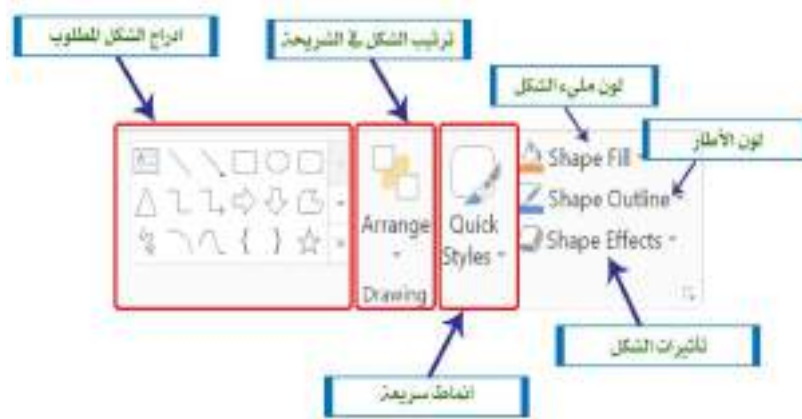 ادراج الشكل المطلوب
ترتيب الشكل في الشريحة
لون مليء الشكل
لون الأطار
Shape Fill
Shape Outline
Shape Effects
Arrange
Quick
Styles
Drawing
تأثيرات الشكل
انماط سريعة